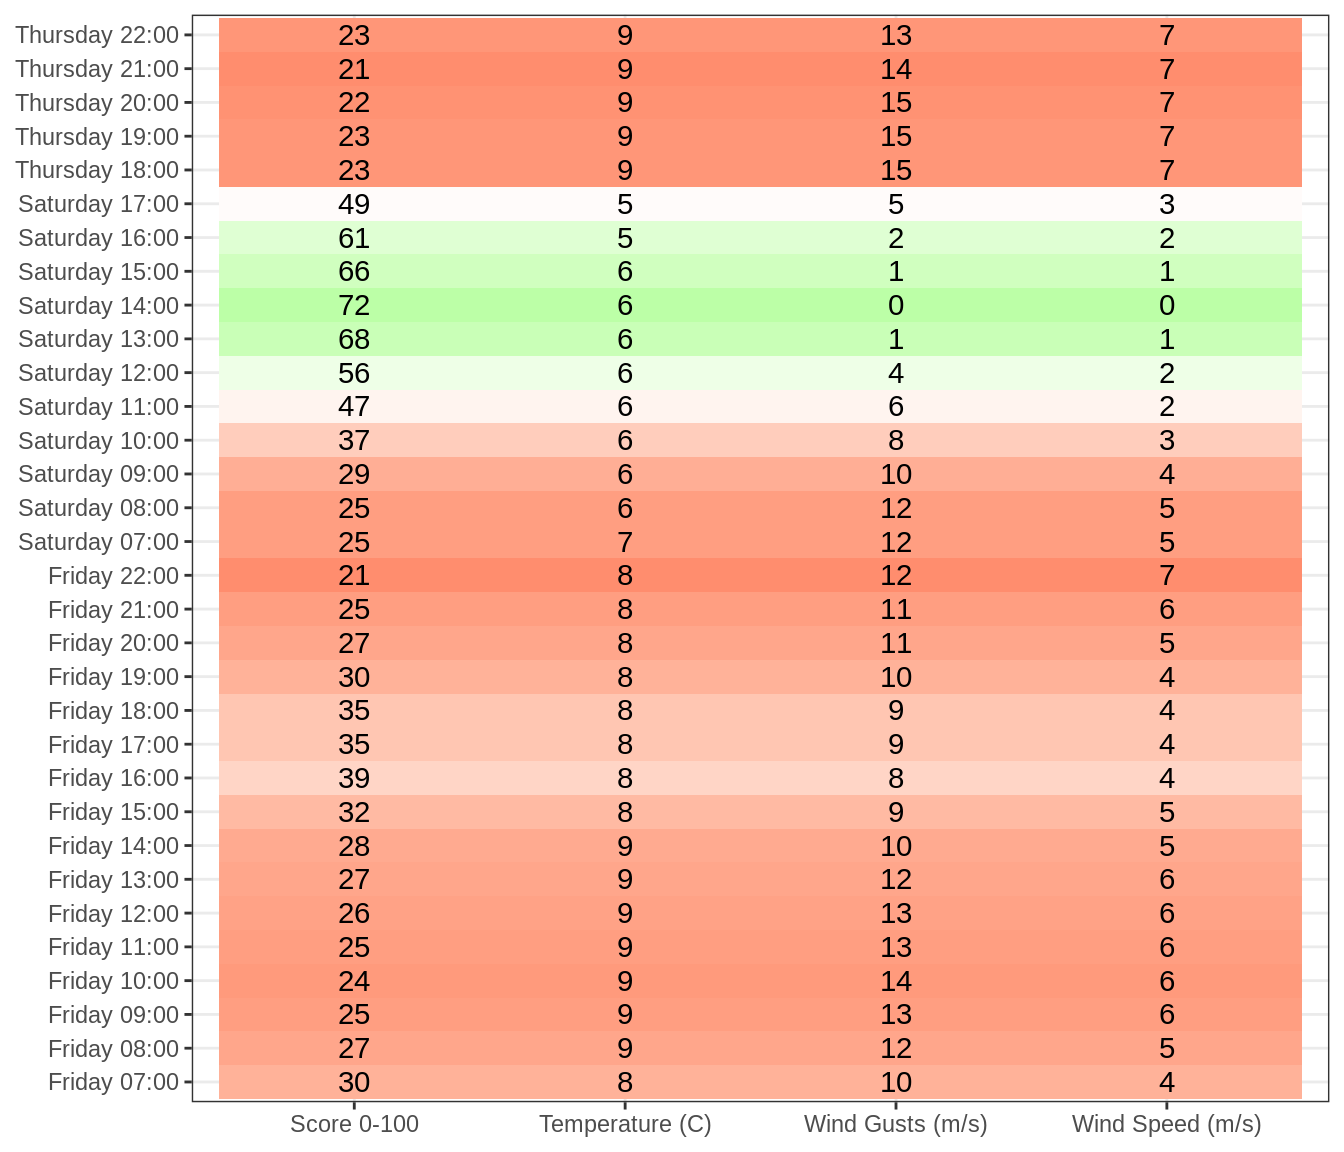 Thursday 22:00 23 9 13 7
Thursday 21:00 21 9 14 7
Thursday 20:00 22 9 15 7
Thursday 19:00 23 9 15 7
Thursday 18:00 23 9 15 7
Saturday 17:00 49 5 5 3
Saturday 16:00 61 5 2 2
Saturday 15:00 66 6 1 1
Saturday 14:00 72 6 0 0
Saturday 13:00 68 6 1 1
Saturday 12:00 56 6 4 2
Saturday 11:00 47 6 6 2
Saturday 10:00 37 6 8 3
Saturday 09:00 29 6 10 4
Saturday 08:00 25 6 12 5
Saturday 07:00 25 7 12 5
Friday 22:00 21 8 12 7
Friday 21:00 25 8 11 6
Friday 20:00 27 8 11 5
Friday 19:00 30 8 10 4
Friday 18:00 35 8 9 4
Friday 17:00 35 8 9 4
Friday 16:00 39 8 8 4
Friday 15:00 32 8 9 5
Friday 14:00 28 9 10 5
Friday 13:00 27 9 12 6
Friday 12:00 26 9 13 6
Friday 11:00 25 9 13 6
Friday 10:00 24 9 14 6
Friday 09:00 25 9 13 6
Friday 08:00 27 9 12 5
Friday 07:00 30 8 10 4
Score 0-100 Temperature (C) Wind Gusts (m/s) Wind Speed (m/s)